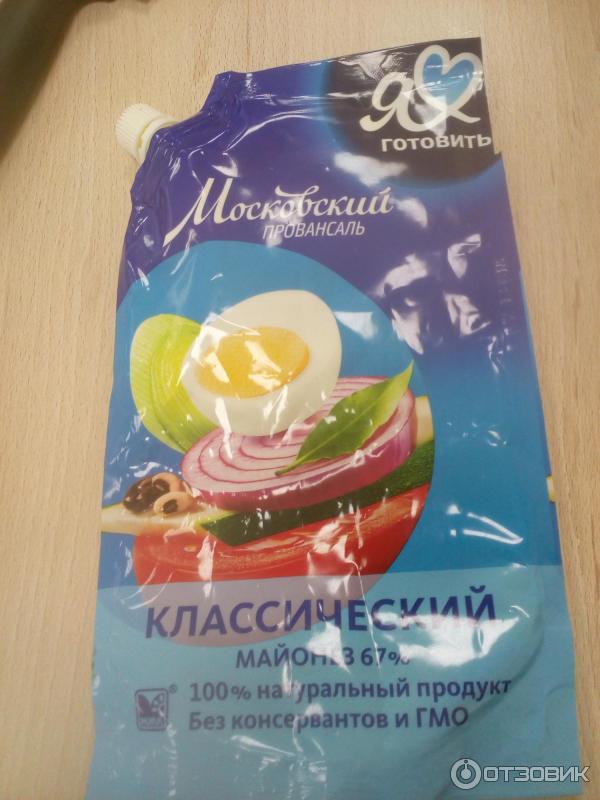 Я
ГОТОВИТЬ
Московский
ПРОВАНСАЛЬ
КЛАССИЧЕСКИЙ
МАЙОНЕЗ 67%
100% натуральный продукт
Без консервантов и ГМО
ОТЗОВИК